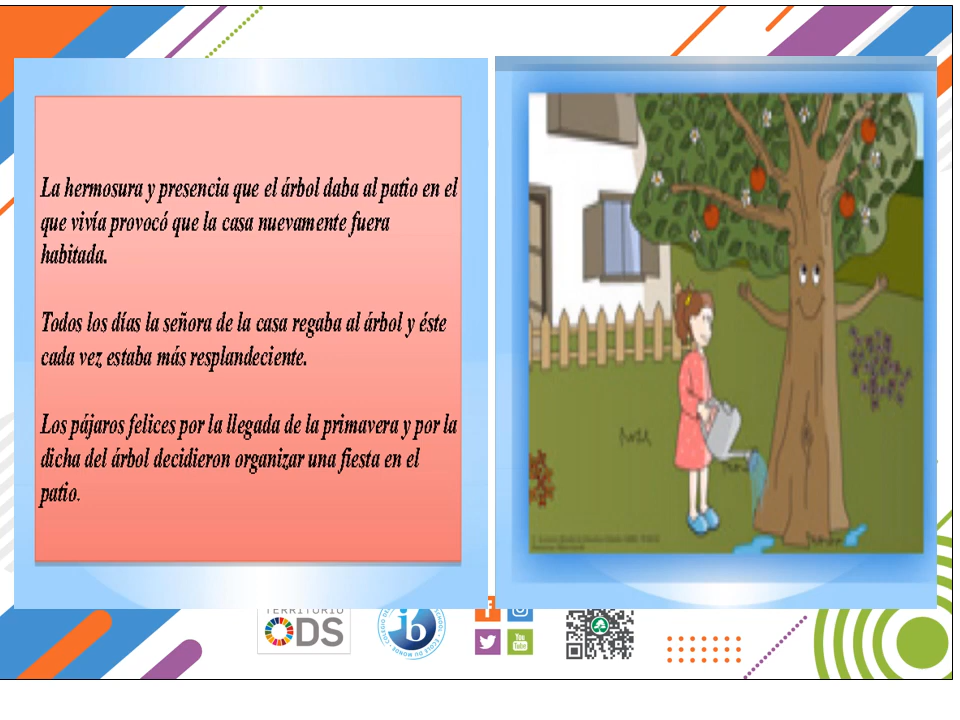 La hermosura y presencia que el árbol daba al patio en el
que vivía provocó que la casa nuevamente fuera
habitada.
Todos los días la señora de la casa regaba al árbol y éste
cada vez estaba más resplandeciente.
Los pájaros felices por la llegada de la primavera y por la
dicha del árbol decidieron organizar una fiesta en el
patio.
TERRITORIO
ODS
ib
You
Tube